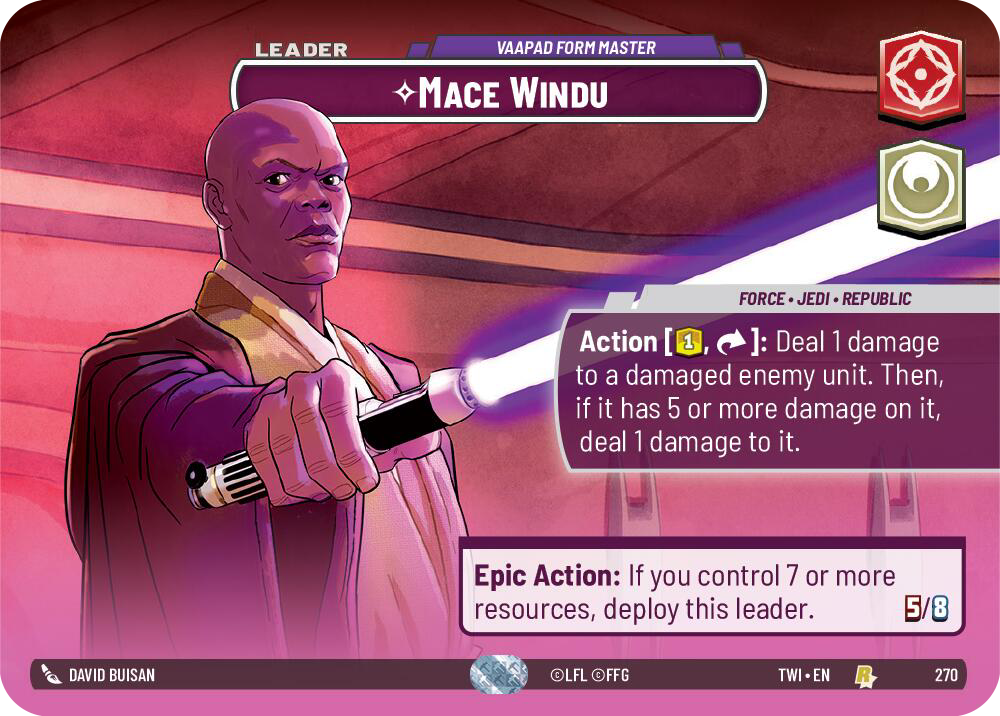 LEADER
VAAPAD FORM MASTER
MACE WINDU
FORCE • JEDI • REPUBLIC
Action [1, ]: Deal 1 damage
to a damaged enemy unit. Then,
if it has 5 or more damage on it,
deal 1 damage to it.
Epic Action: If you control 7 or more
resources, deploy this leader. 5/8
DAVID BUISAN ©LFL ©FFG TWI • EN R 270